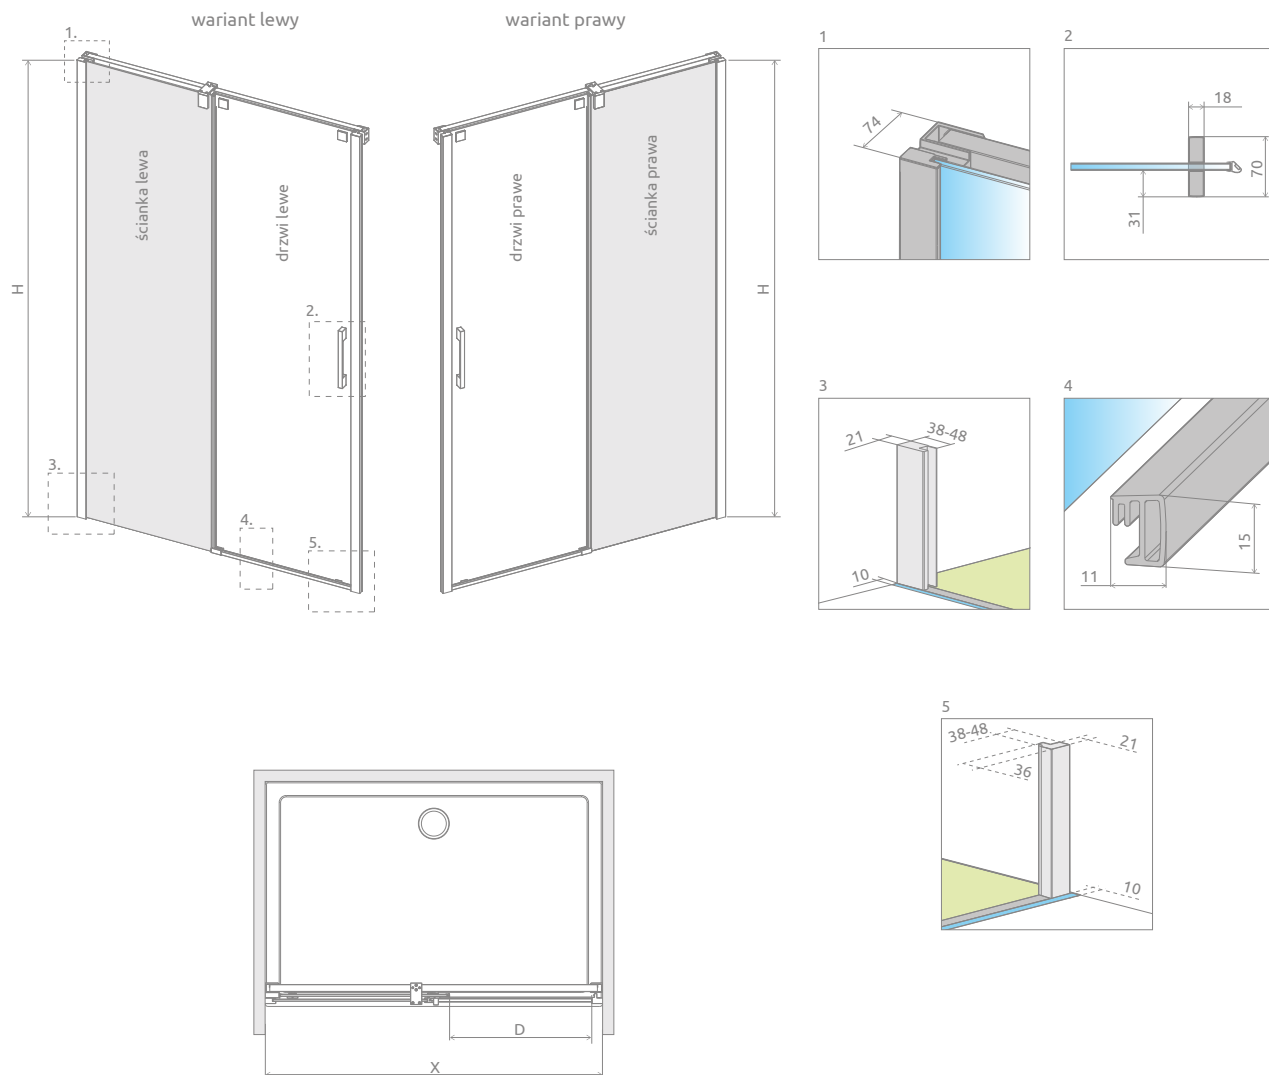 wariant lewy
wariant prawy
1.
ścianka lewa
drzwi lewe
H
2.
3.
4.
5.
drzwi prawe
ścianka prawa
H
1
74
2
18
70
31
3
21
38-48
10
4
15
11
5
38-48
21
36
10
D
X